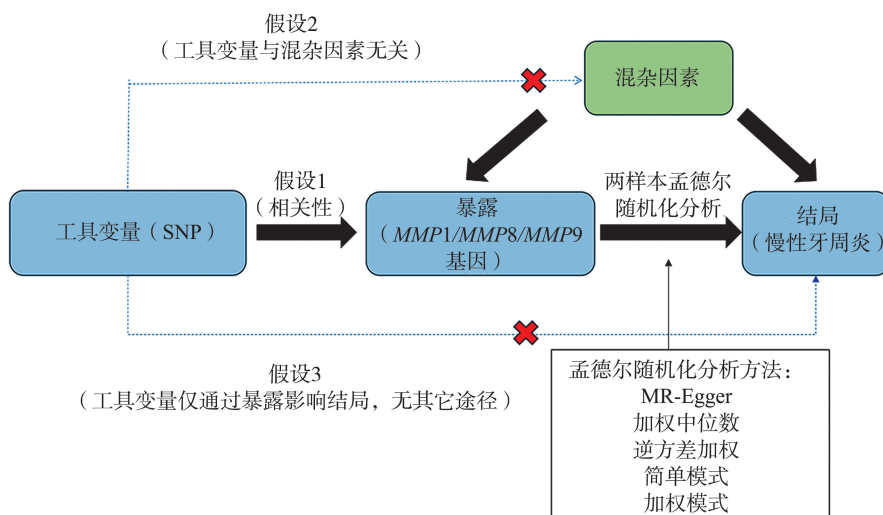 假设2
（工具变量与混杂因素无关）
混杂因素
工具变量（SNP）
假设1
（相关性）
暴露
（MMP1/MMP8/MMP9
基因）
两样本孟德尔
随机化分析
结局
（慢性牙周炎）
假设3
（工具变量仅通过暴露影响结局，无其它途径）
孟德尔随机化分析方法：
MR-Egger
加权中位数
逆方差加权
简单模式
加权模式